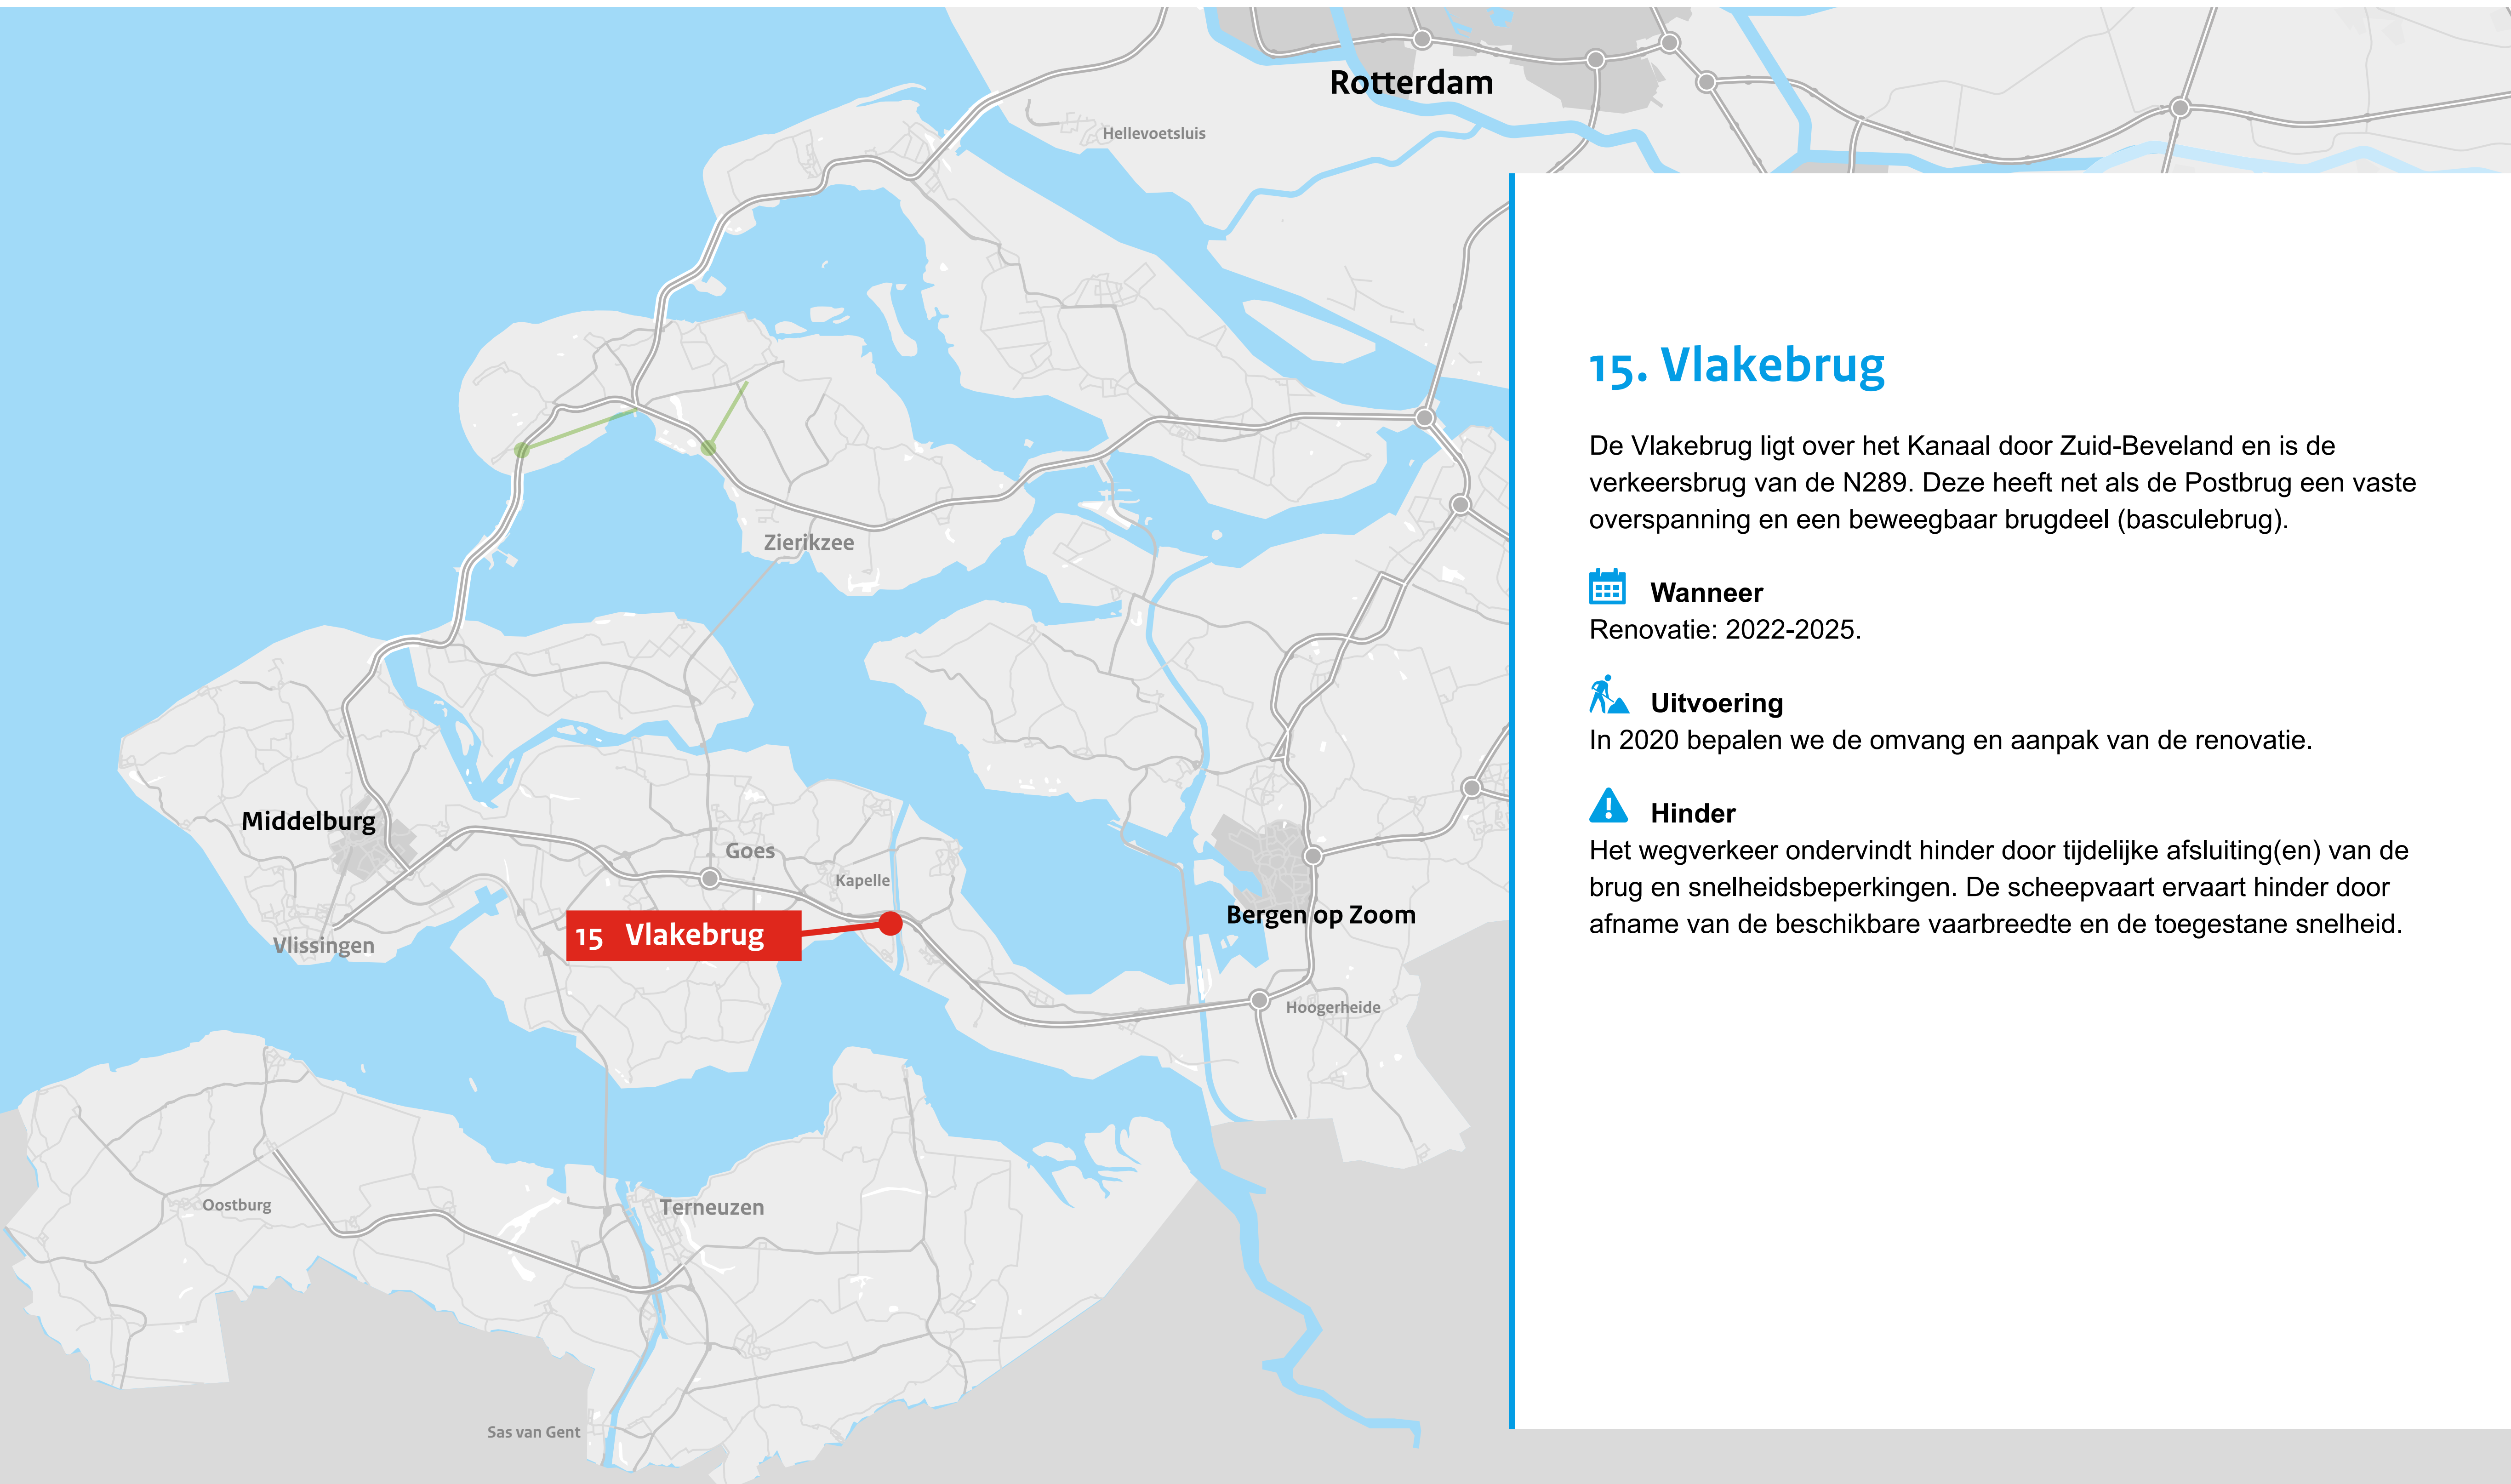 Rotterdam
Hellevoetsluis
Zierikzee
Middelburg
Goes
Kapelle
15 Vlakebrug
Vlissingen
Bergen op Zoom
Hoogerheide
Oostburg
Terneuzen
Sas van Gent
15. Vlakebrug
De Vlakebrug ligt over het Kanaal door Zuid-Beveland en is de
verkeersbrug van de N289. Deze heeft net als de Postbrug een vaste
overspanning en een beweegbaar brugdeel (basculebrug).
Wanneer
Renovatie: 2022-2025.
Uitvoering
In 2020 bepalen we de omvang en aanpak van de renovatie.
Hinder
Het wegverkeer ondervindt hinder door tijdelijke afsluiting(en) van de
brug en snelheidsbeperkingen. De scheepvaart ervaart hinder door
afname van de beschikbare vaarbreedte en de toegestane snelheid.